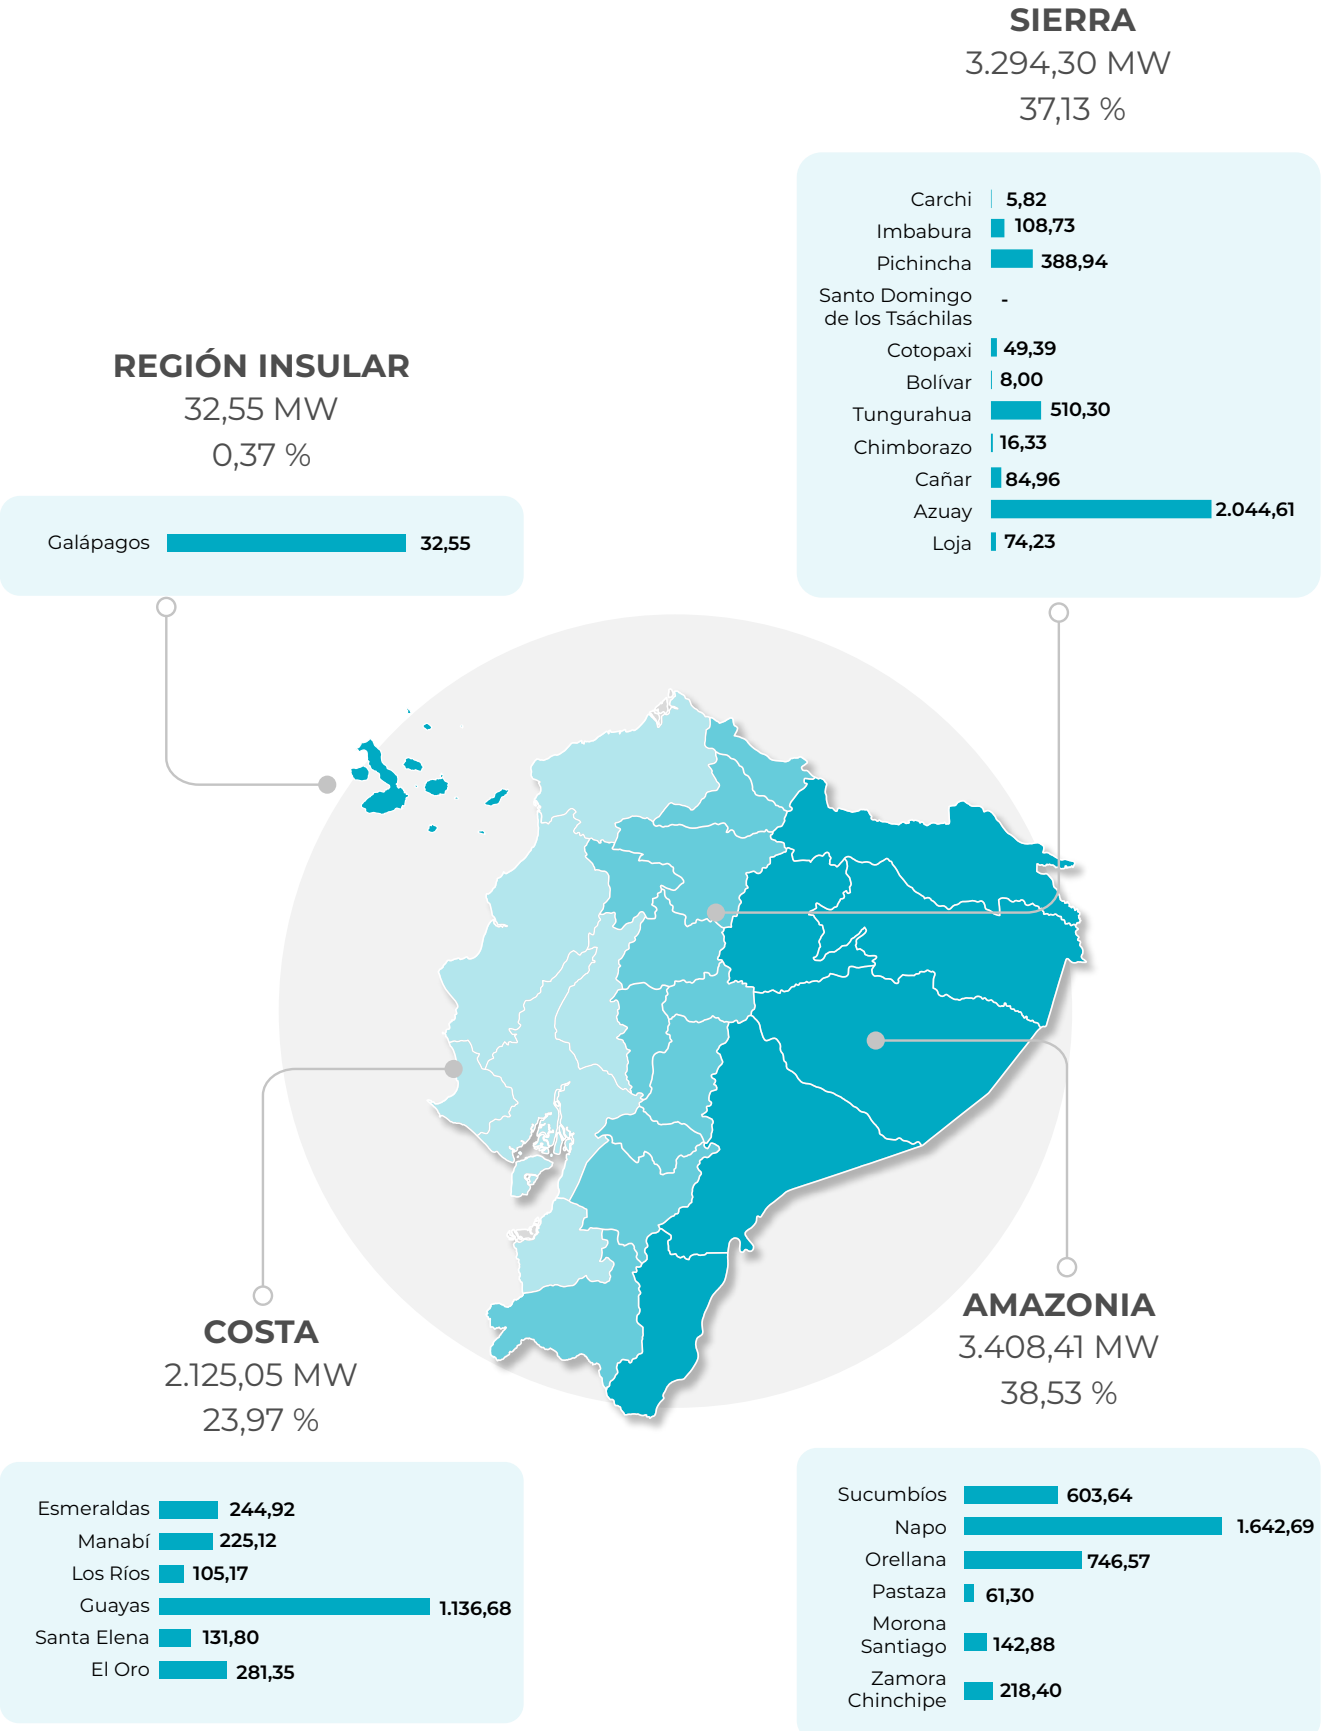 SIERRA
3.294,30 MW
37,13 %
Carchi 5,82
Imbabura 108,73
Pichincha 388,94
Santo Domingo
de los Tsáchilas -
Cotopaxi 49,39
Bolívar 8,00
Tungurahua 510,30
Chimborazo 16,33
Cañar 84,96
Azuay 2.044,61
Loja 74,23
REGIÓN INSULAR
32,55 MW
0,37 %
Galápagos 32,55
COSTA
2.125,05 MW
23,97 %
Esmeraldas 244,92
Manabí 225,12
Los Ríos 105,17
Guayas 1.136,68
Santa Elena 131,80
El Oro 281,35
AMAZONIA
3.408,41 MW
38,53 %
Sucumbíos 603,64
Napo 1.642,69
Orellana 746,57
Pastaza 61,30
Morona
Santiago 142,88
Zamora
Chinchipe 218,40